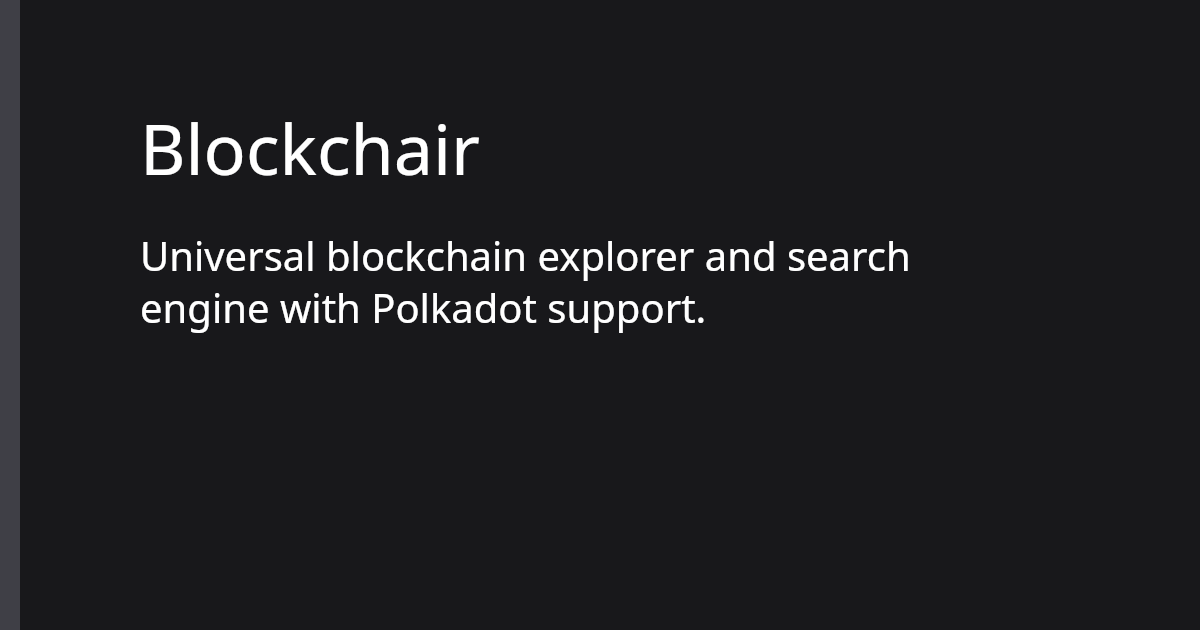 Blockchair
Universal blockchain explorer and search
engine with Polkadot support.